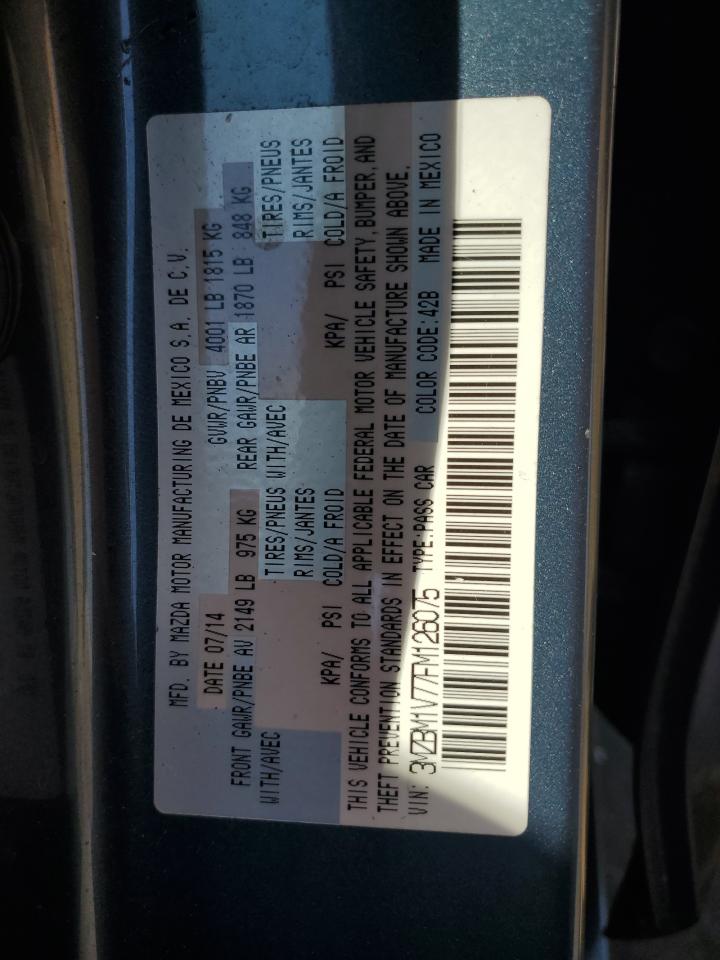 MFD. BY MAZDA MOTOR MANUFACTURING DE MEXICO S.A. DE C.V.
DATE 07/14 GVWR/PNBV 4001 LB 1815 KG
FRONT GAWR/PNBE AV 2149 LB 975 KG REAR GAWR/PNBE AR 1870 LB 848 KG
WITH/AVEC TIRES/PNEUS WITH/AVEC TIRES/PNEUS
RIMS/JANTES RIMS/JANTES
KPA/ PSI COLD/A FROID KPA/ PSI COLD/A FROID
THIS VEHICLE CONFORMS TO ALL APPLICABLE FEDERAL MOTOR VEHICLE SAFETY, BUMPER, AND
THEFT PREVENTION STANDARDS IN EFFECT ON THE DATE OF MANUFACTURE SHOWN ABOVE.
VIN: 3MZBM1V77FM126075 TYPE:PASS CAR COLOR CODE:42B MADE IN MEXICO